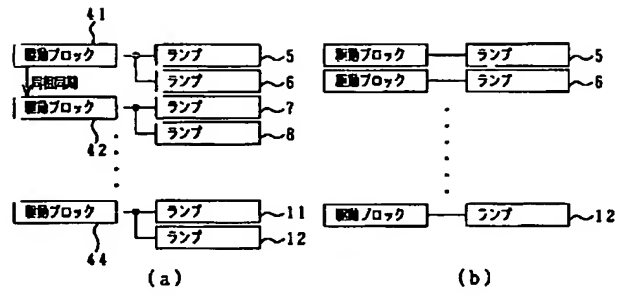 41
駆動ブロック ランプ 5
ランプ 6
同相同期
駆動ブロック ランプ 7
42 ランプ 8
駆動ブロック ランプ 11
44 ランプ 12
(a)
駆動ブロック ランプ 5
駆動ブロック ランプ 6
駆動ブロック ランプ 12
(b)